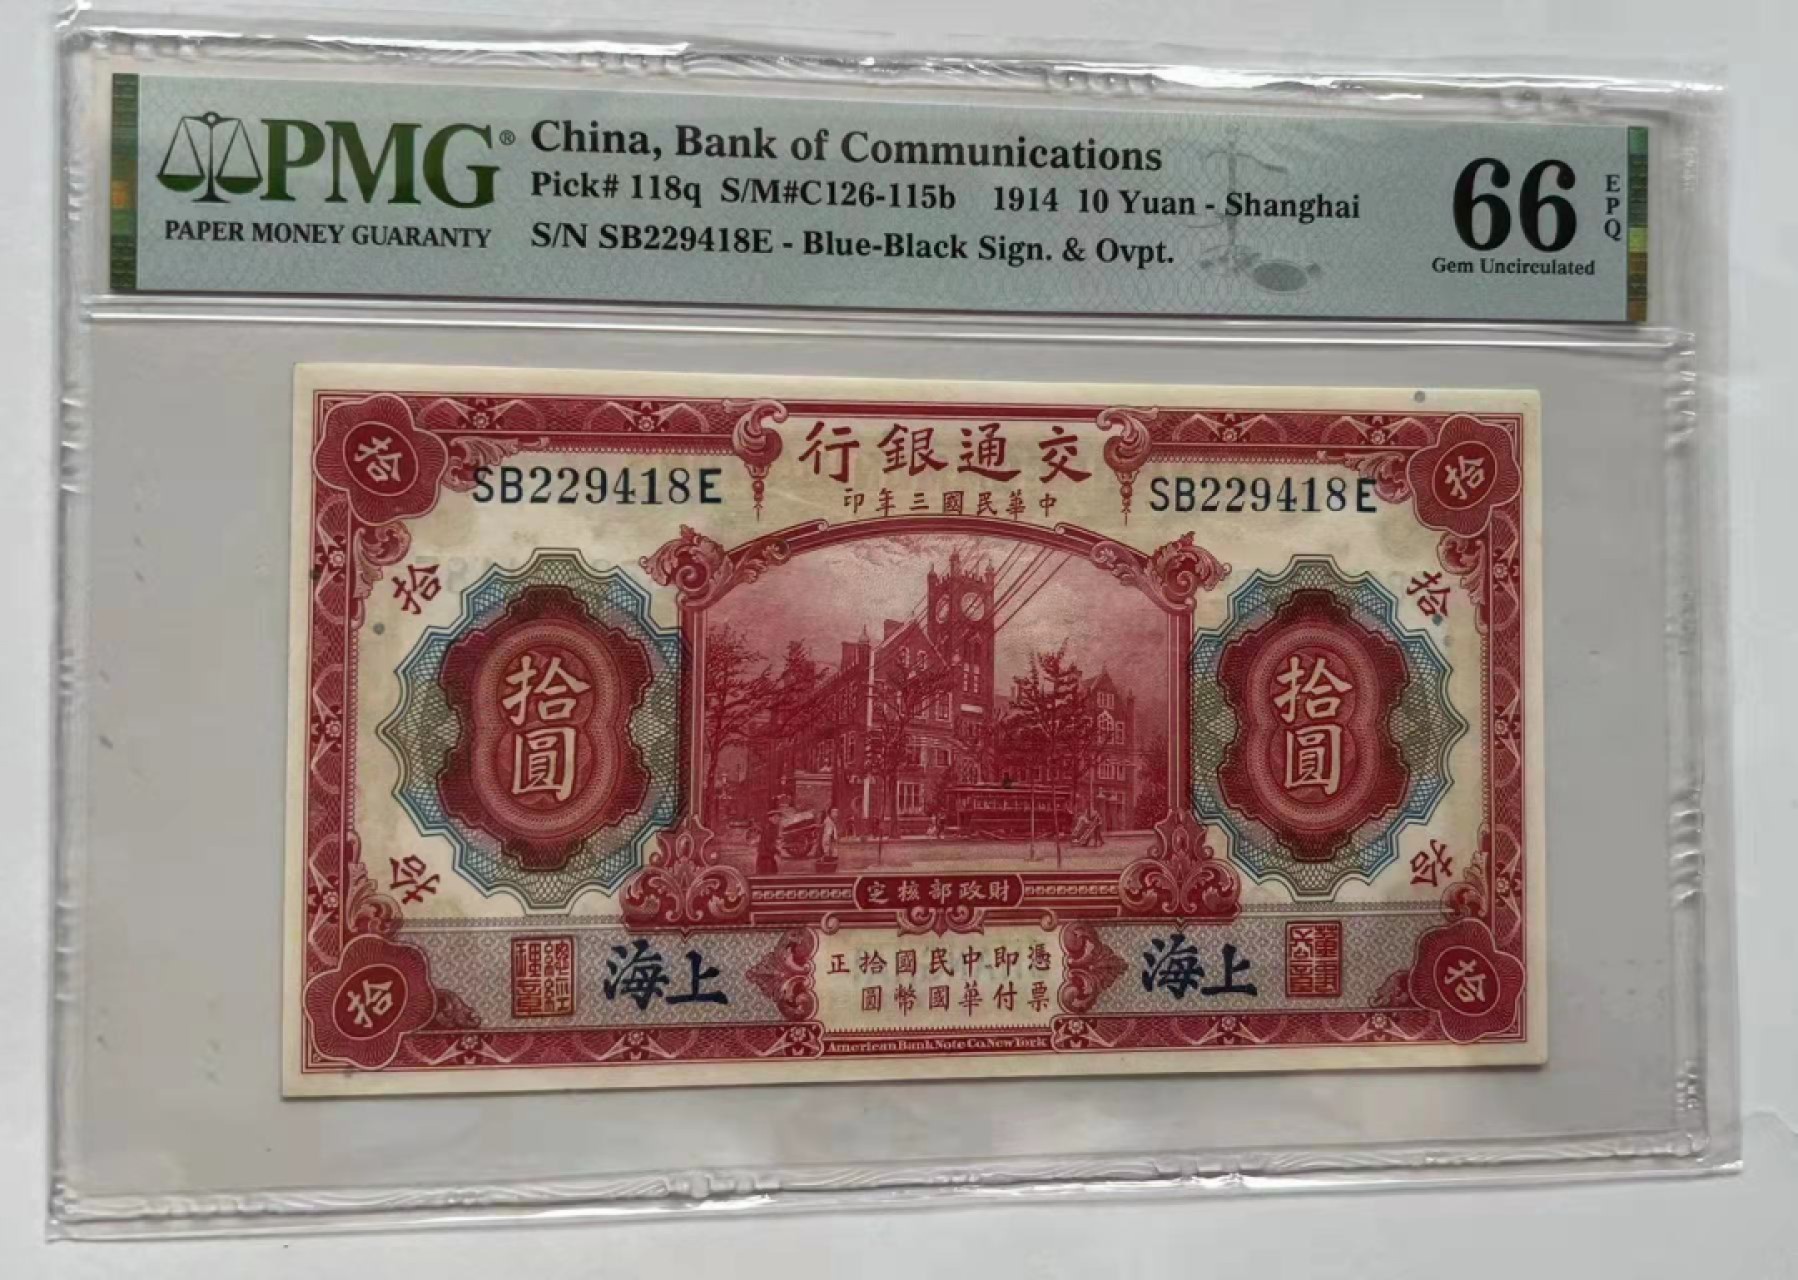 PMG®
PAPER MONEY GUARANTY
China, Bank of Communications
Pick# 118q S/M#C126-115b 1914 10 Yuan - Shanghai
S/N SB229418E - Blue-Black Sign. & Ovpt.
66
EPQ
Gem Uncirculated
拾
行銀通交
拾
SB229418E
印年三國民華中
SB229418E
拾
拾
拾圓
拾圓
拾
拾
定核部政財
海上
正拾國民中即憑
圓幣國華付票
海上
拾
拾
American Bank Note Co. New York